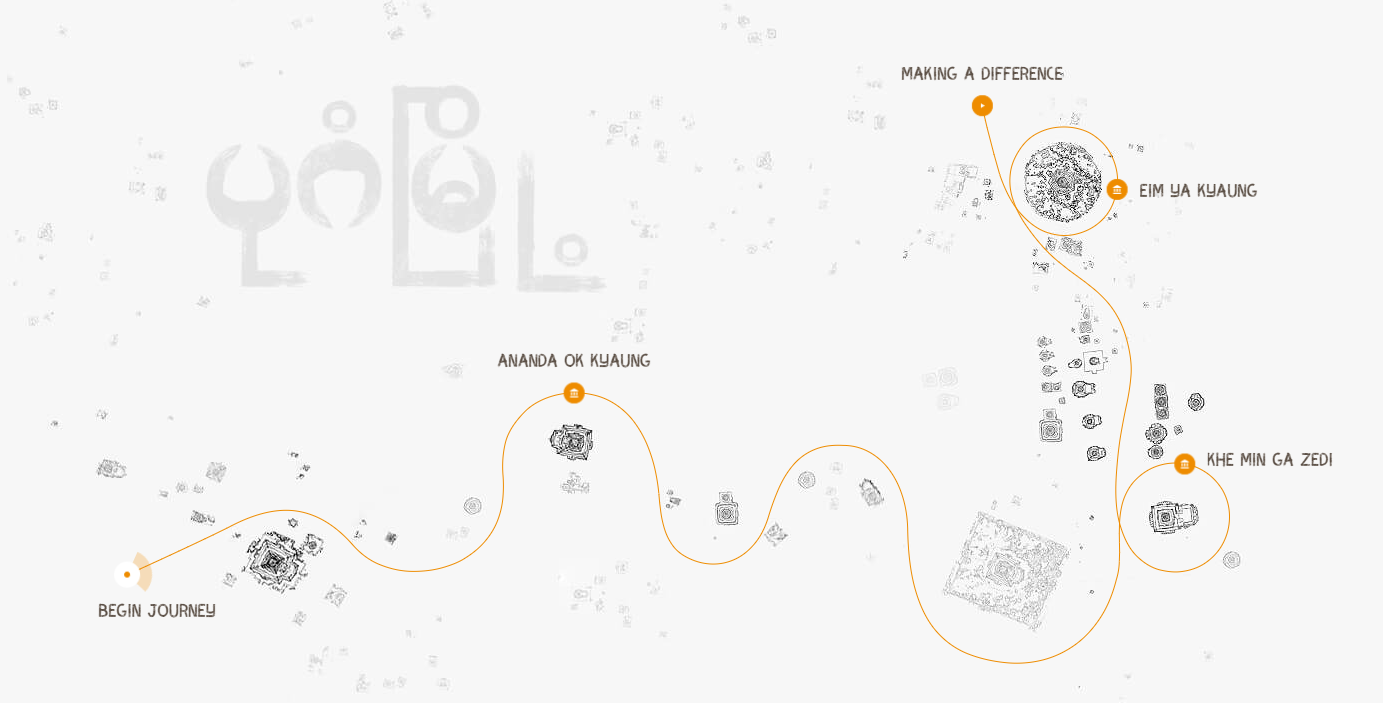 MAKING A DIFFERENCE
ပုဂံမြို့
EIM YA KYAUNG
ANANDA OK KYAUNG
KHE MIN GA ZEDI
BEGIN JOURNEY